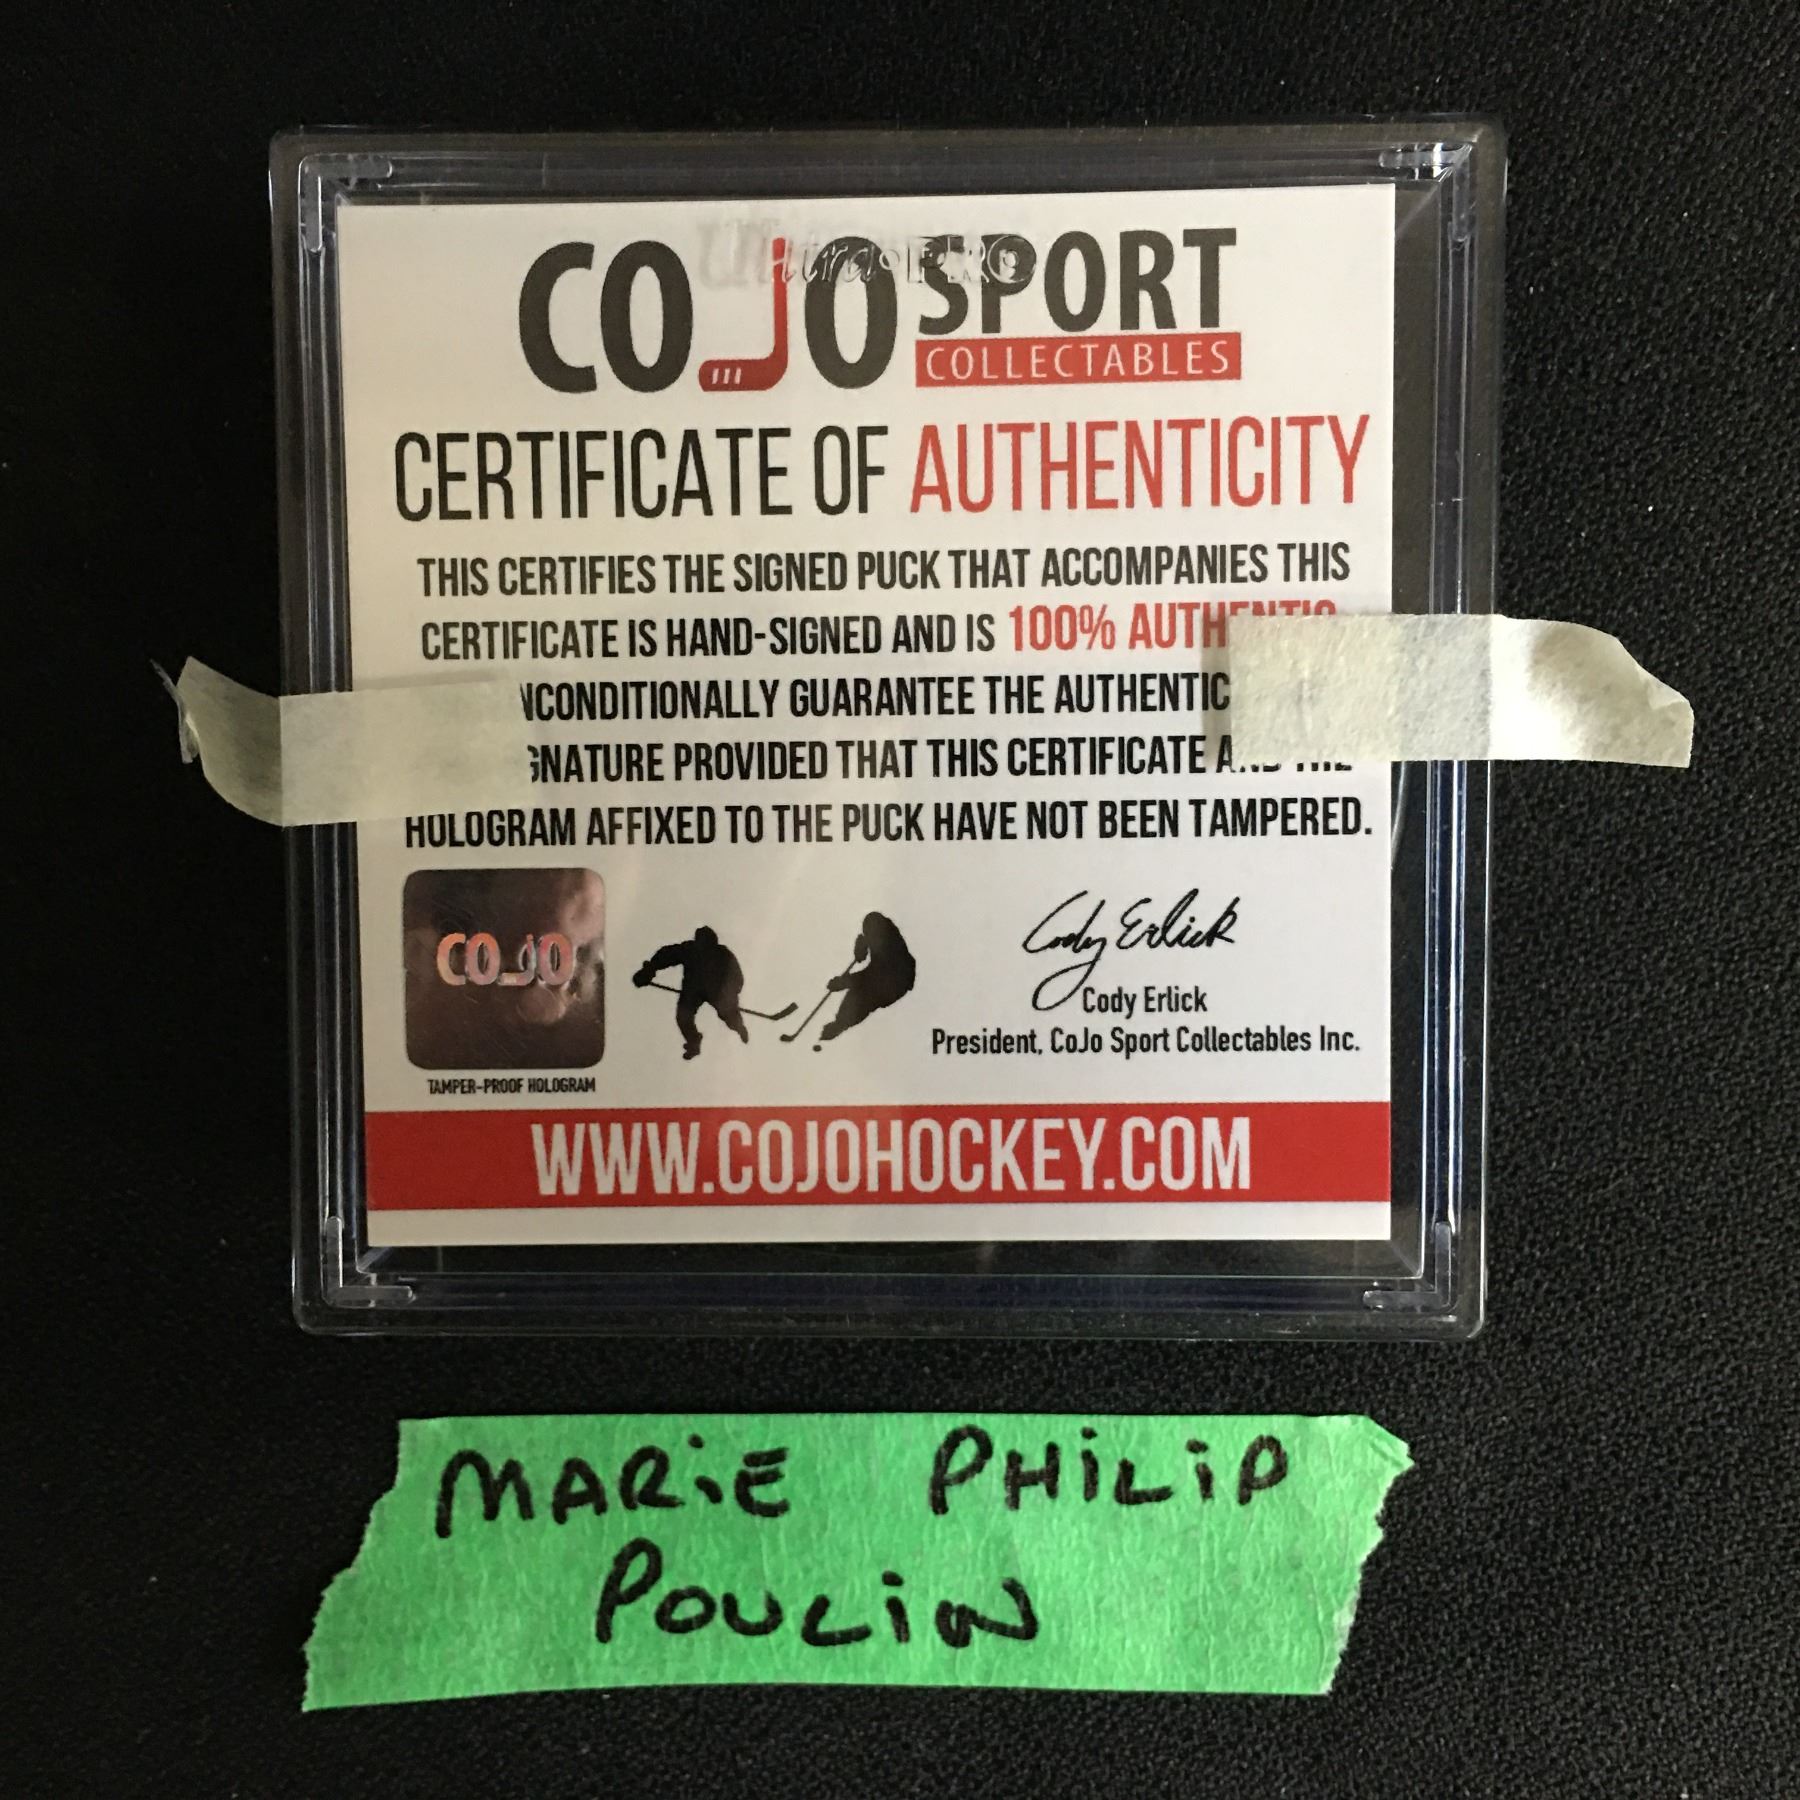 COJO SPORT
COLLECTABLES
CERTIFICATE OF AUTHENTICITY
THIS CERTIFIES THE SIGNED PUCK THAT ACCOMPANIES THIS
CERTIFICATE IS HAND-SIGNED AND IS 100% AUTHENTIC
NCONDITIONALLY GUARANTEE THE AUTHENTIC
GNATURE PROVIDED THAT THIS CERTIFICATE AND THE
HOLOGRAM AFFIXED TO THE PUCK HAVE NOT BEEN TAMPERED.
COJO
TAMPER-PROOF HOLOGRAM
Cody Erlick
Cody Erlick
President, CoJo Sport Collectables Inc.
WWW.COJOHOCKEY.COM
MARiE PHiLiP
POULiN